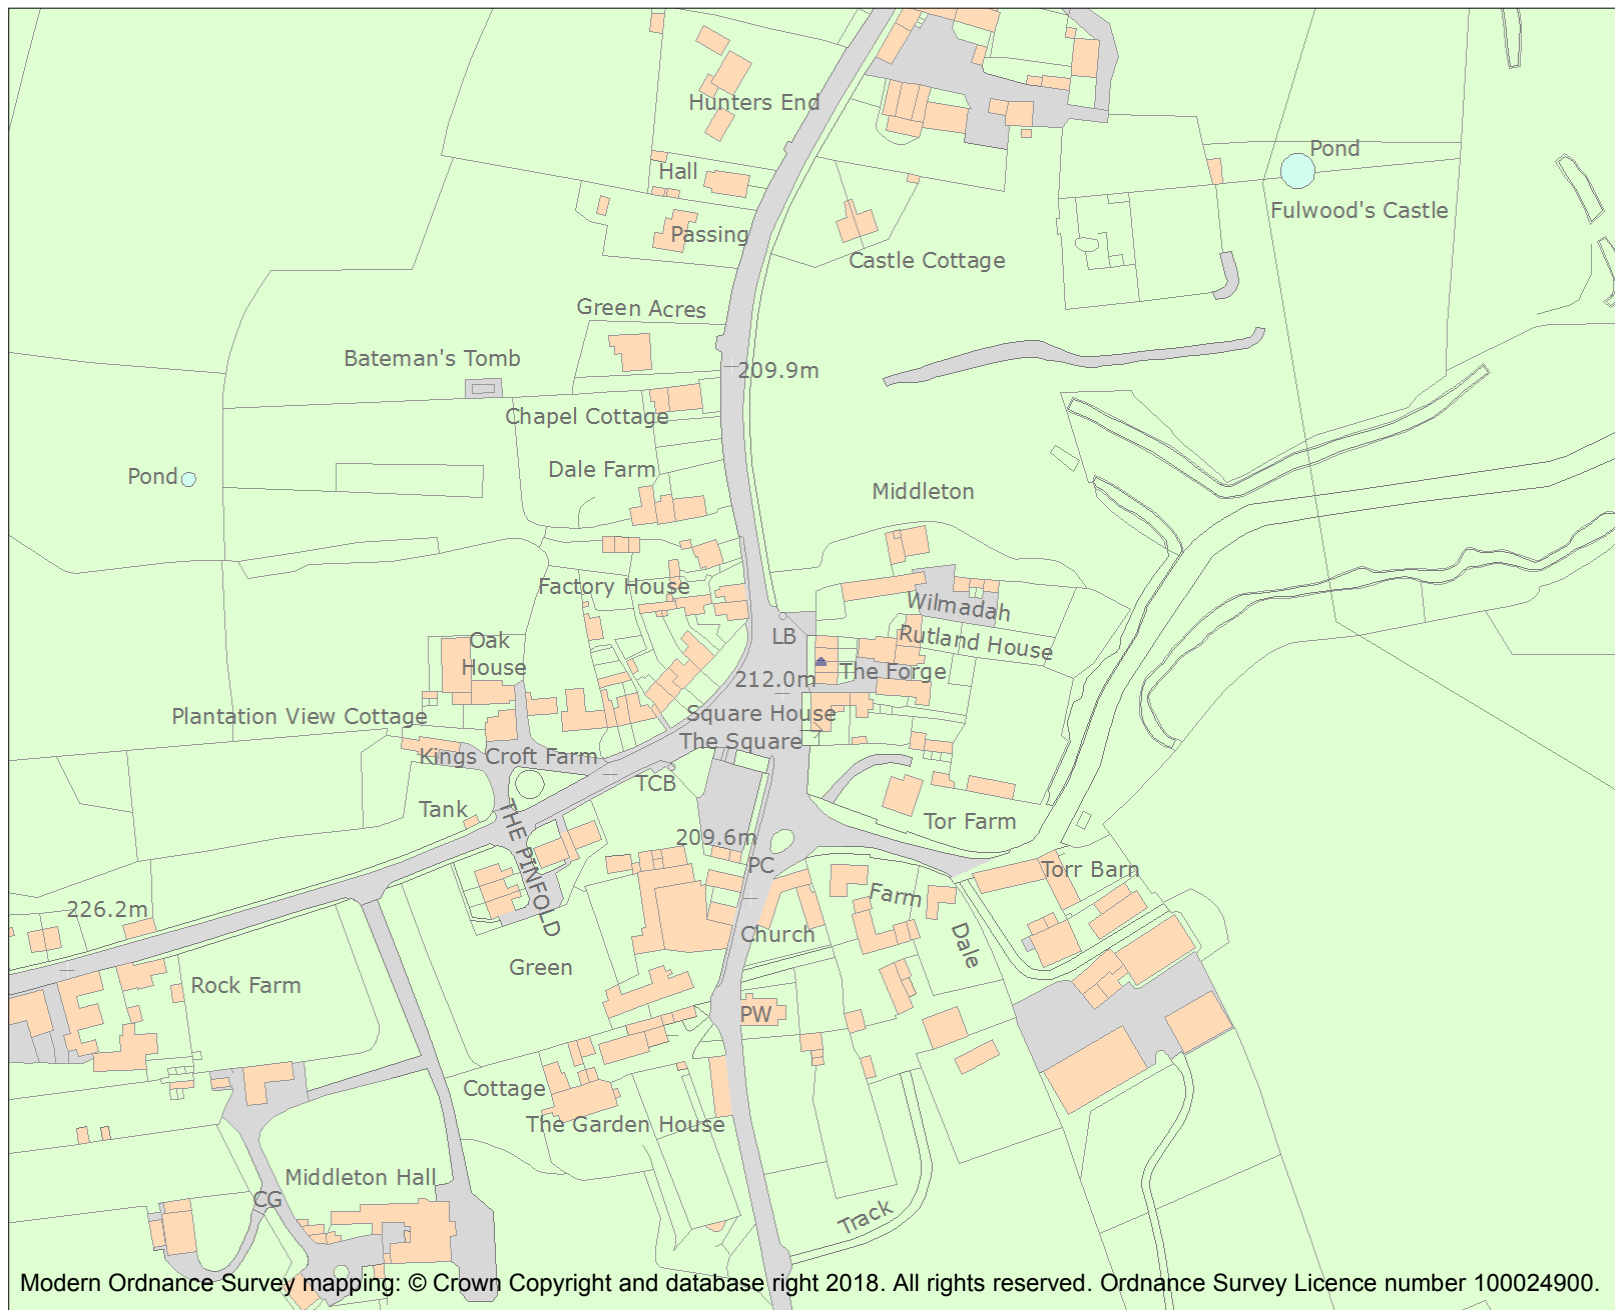 Hunters End
Pond
Hall
Fulwood's Castle
Passing
Castle Cottage
Green Acres
Bateman's Tomb
209.9m
Chapel Cottage
Dale Farm
Pond
Middleton
Factory House
Wilmadah
LB
Oak
House
Rutland House
The Forge
212.0m
Plantation View Cottage
Square House
The Square
Kings Croft Farm
TCB
Tank
THE PINFOLD
Tor Farm
209.6m
PC
Torr Barn
Farm
226.2m
Church
Dale
Green
Rock Farm
PW
Cottage
The Garden House
Middleton Hall
CG
Track
Modern Ordnance Survey mapping: © Crown Copyright and database right 2018. All rights reserved. Ordnance Survey Licence number 100024900.